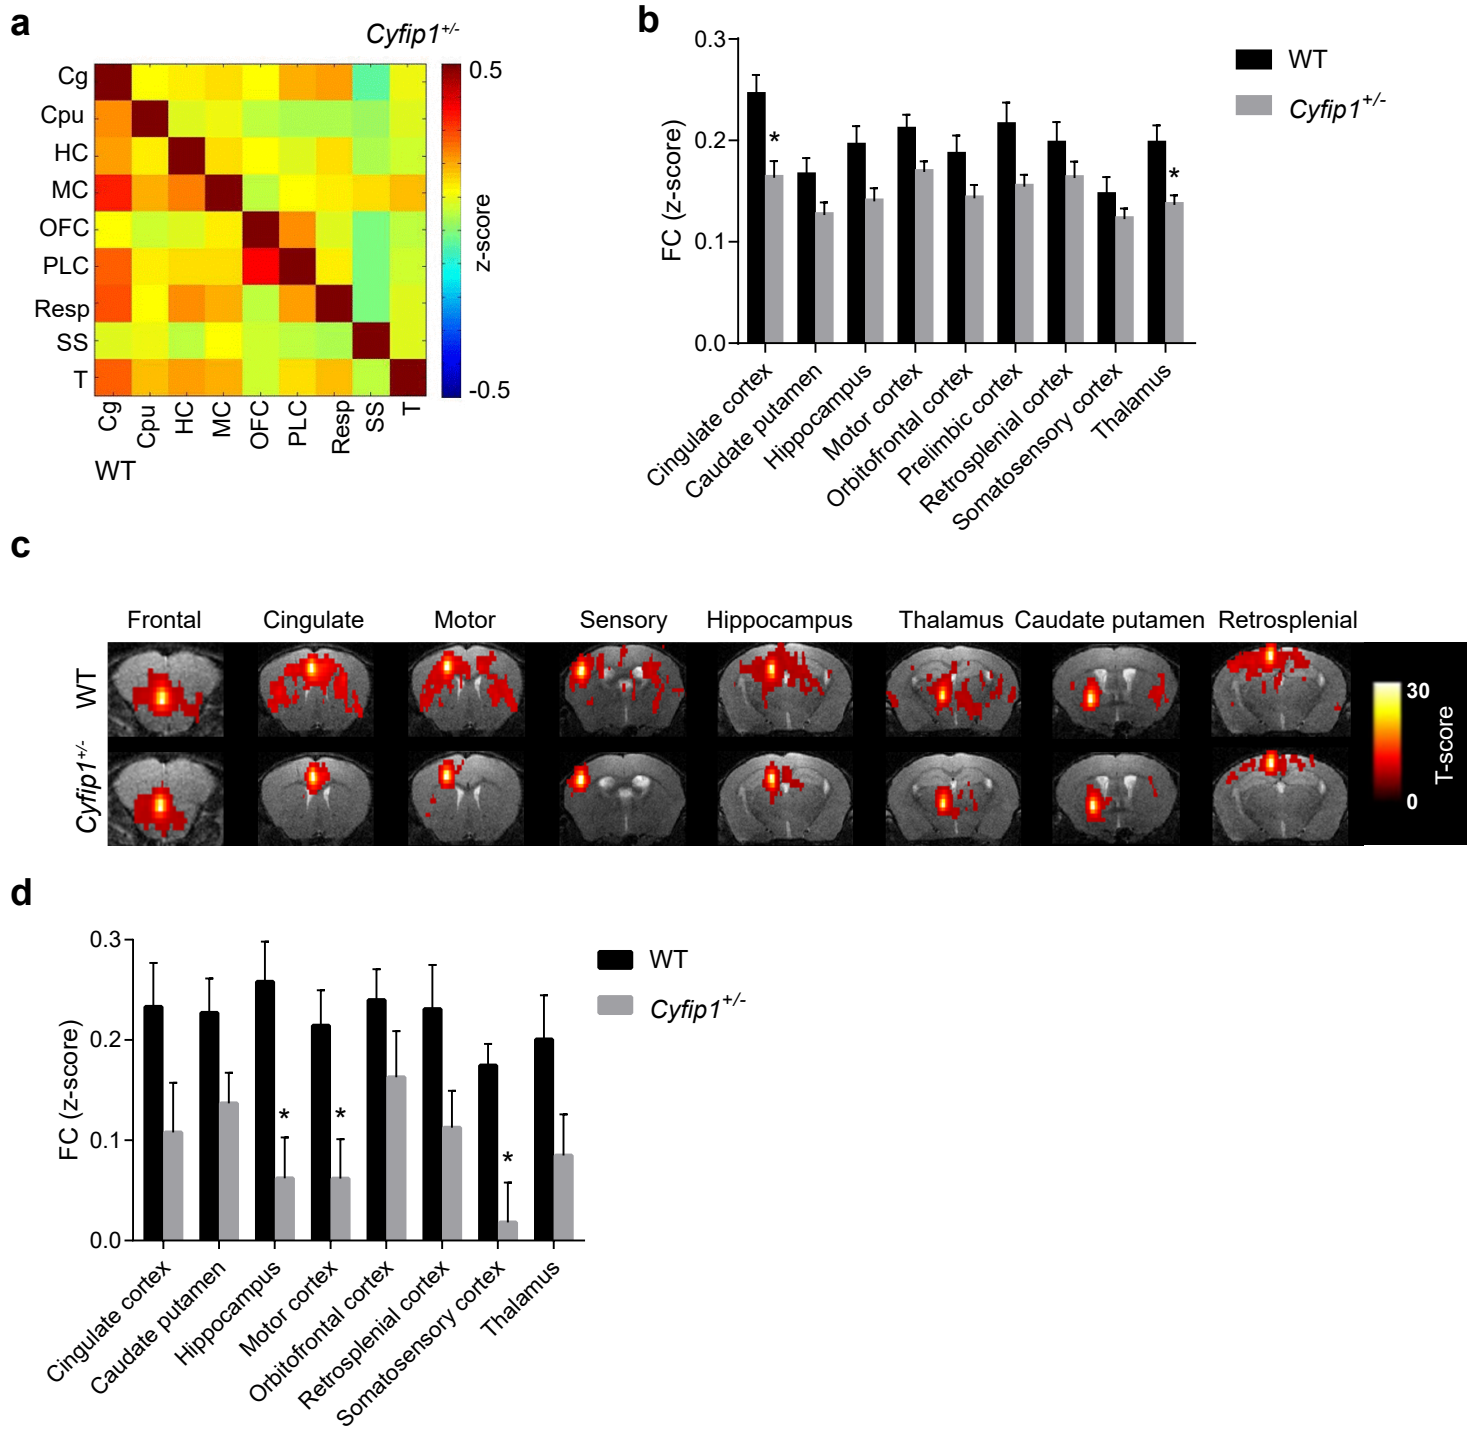 a
Cyfip1+/-
Cg
Cpu
HC
MC
OFC
PLC
Resp
SS
T
Cg
Cpu
HC
MC
OFC
PLC
Resp
SS
T
WT
0.5
z-score
-0.5
b
0.3
0.2
0.1
0.0
FC (z-score)
*
*
WT
Cyfip1+/-
Cingulate cortex
Caudate putamen
Hippocampus
Motor cortex
Orbitofrontal cortex
Prelimbic cortex
Retrosplenial cortex
Somatosensory cortex
Thalamus
c
Frontal
Cingulate
Motor
Sensory
Hippocampus
Thalamus
Caudate putamen
Retrosplenial
WT
Cyfip1+/-
30
0
T-score
d
0.3
0.2
0.1
0.0
FC (z-score)
*
*
*
WT
Cyfip1+/-
Cingulate cortex
Caudate putamen
Hippocampus
Motor cortex
Orbitofrontal cortex
Retrosplenial cortex
Somatosensory cortex
Thalamus